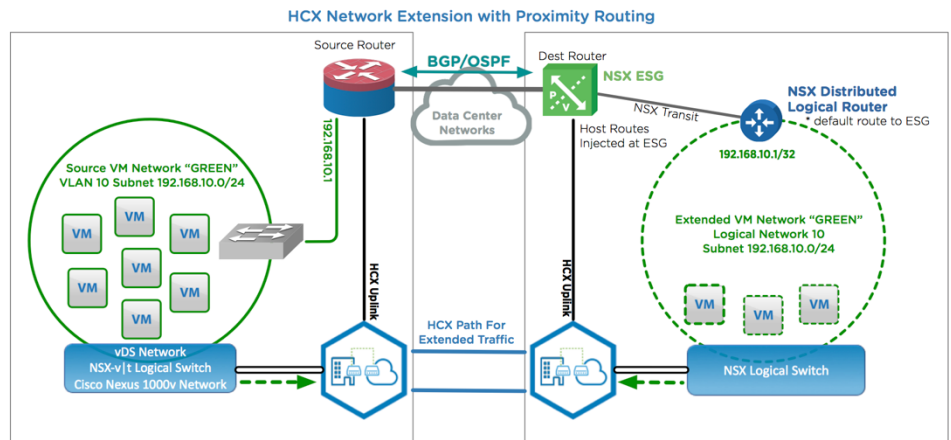 HCX Network Extension with Proximity Routing
Source Router
BGP/OSPF
Dest Router
NSX ESG
NSX Distributed
Logical Router
* default route to ESG
Data Center
Networks
NSX Transit
Host Routes
Injected at ESG
192.168.10.1
192.168.10.1/32
Source VM Network “GREEN”
VLAN 10 Subnet 192.168.10.0/24
VM
VM
VM
VM
VM
VM
VM
Extended VM Network “GREEN”
Logical Network 10
Subnet 192.168.10.0/24
VM
VM
VM
HCX Uplink
HCX Uplink
HCX Path For
Extended Traffic
vDS Network
NSX-v|t Logical Switch
Cisco Nexus 1000v Network
NSX Logical Switch
P
V